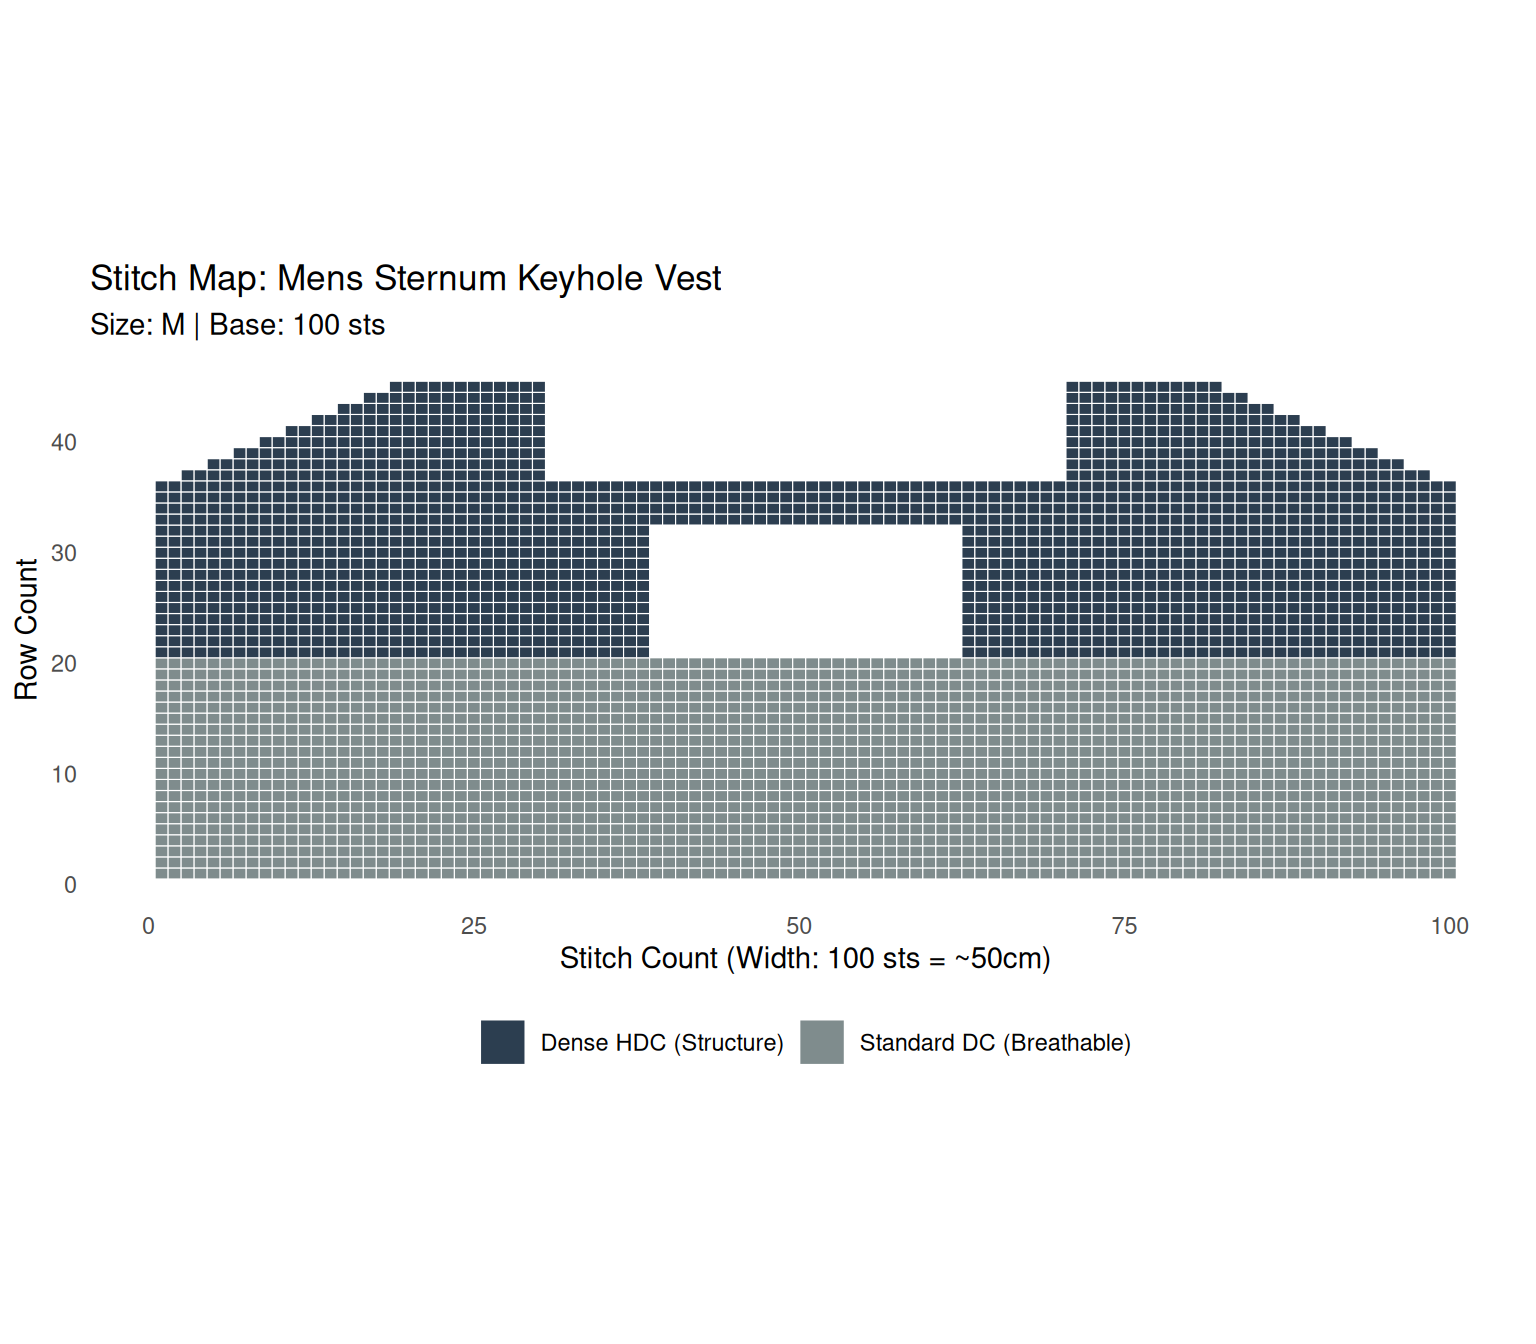 Stitch Map: Mens Sternum Keyhole Vest
Size: M | Base: 100 sts
Row Count
40
30
20
10
0
0 25 50 75 100
Stitch Count (Width: 100 sts = ~50cm)
Dense HDC (Structure) Standard DC (Breathable)